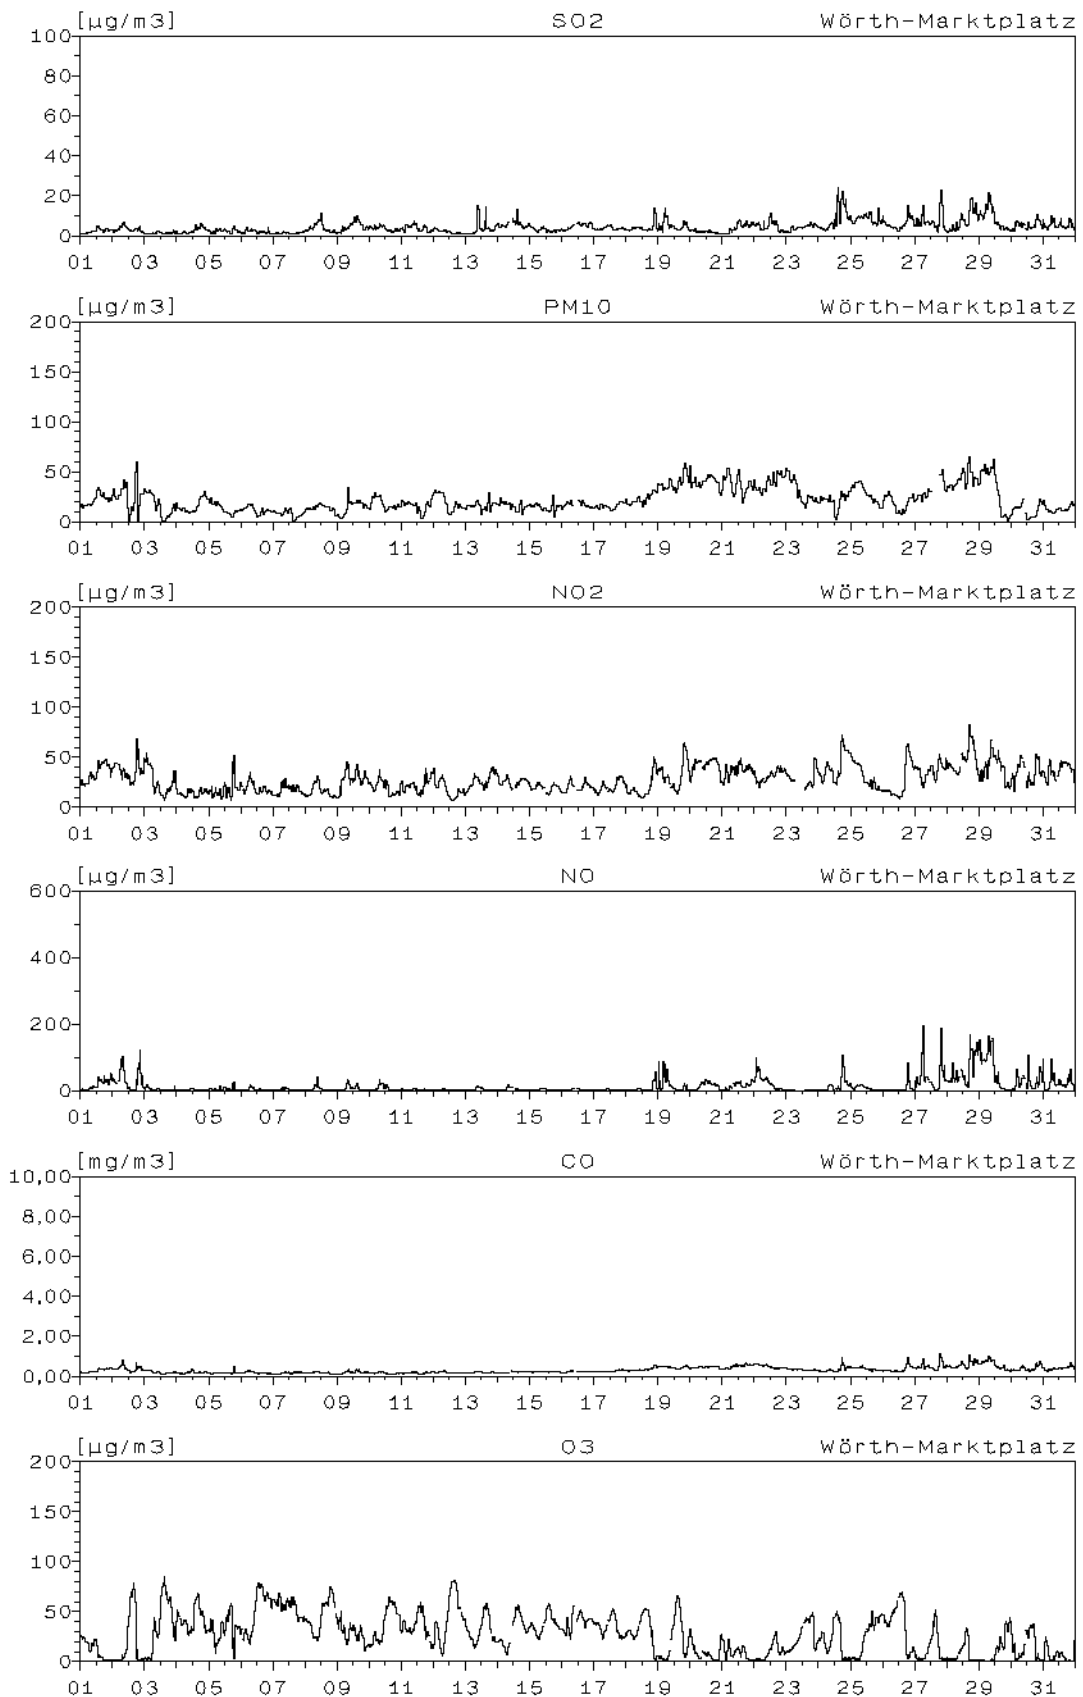 [µg/m3] SO2 Wörth-Marktplatz
100
80
60
40
20
0
01 03 05 07 09 11 13 15 17 19 21 23 25 27 29 31
[µg/m3] PM10 Wörth-Marktplatz
200
150
100
50
0
01 03 05 07 09 11 13 15 17 19 21 23 25 27 29 31
[µg/m3] NO2 Wörth-Marktplatz
200
150
100
50
0
01 03 05 07 09 11 13 15 17 19 21 23 25 27 29 31
[µg/m3] NO Wörth-Marktplatz
600
400
200
0
01 03 05 07 09 11 13 15 17 19 21 23 25 27 29 31
[mg/m3] CO Wörth-Marktplatz
10,00
8,00
6,00
4,00
2,00
0,00
01 03 05 07 09 11 13 15 17 19 21 23 25 27 29 31
[µg/m3] O3 Wörth-Marktplatz
200
150
100
50
0
01 03 05 07 09 11 13 15 17 19 21 23 25 27 29 31